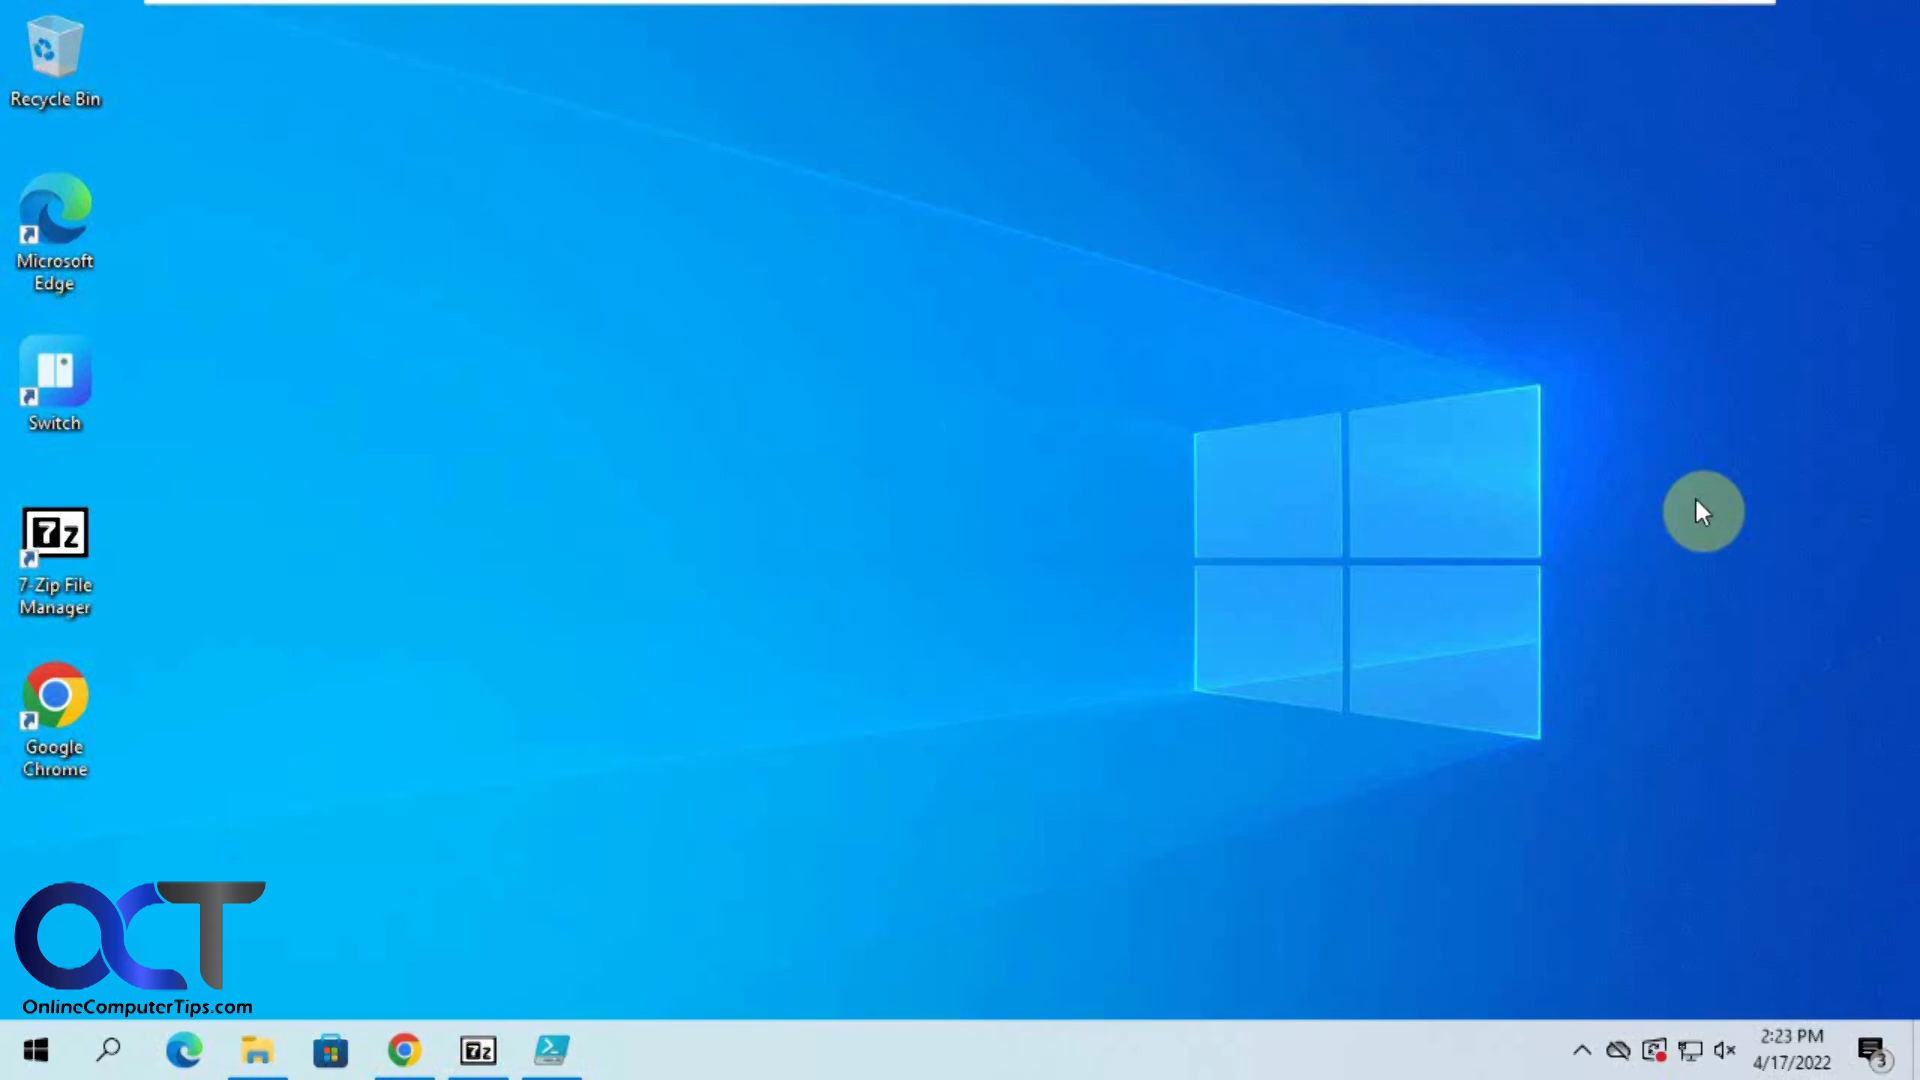 Recycle Bin
Microsoft
Edge
Switch
7z
7-Zip File
Manager
Google
Chrome
OCT
OnlineComputerTips.com
7z
2:23 PM
4/17/2022
3